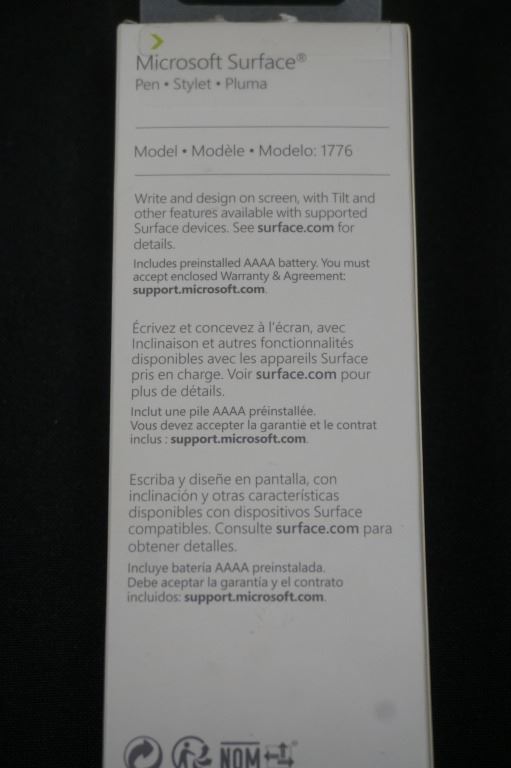 Microsoft Surface®
Pen • Stylet • Pluma
Model • Modèle • Modelo: 1776
Write and design on screen, with Tilt and
other features available with supported
Surface devices. See surface.com for
details.
Includes preinstalled AAAA battery. You must
accept enclosed Warranty & Agreement:
support.microsoft.com.
Écrivez et concevez à l'écran, avec
Inclinaison et autres fonctionnalités
disponibles avec les appareils Surface
pris en charge. Voir surface.com pour
plus de détails.
Inclut une pile AAAA préinstallée.
Vous devez accepter la garantie et le contrat
inclus : support.microsoft.com.
Escriba y diseñe en pantalla, con
inclinación y otras características
disponibles con dispositivos Surface
compatibles. Consulte surface.com para
obtener detalles.
Incluye batería AAAA preinstalada.
Debe aceptar la garantía y el contrato
incluidos: support.microsoft.com.
NOM